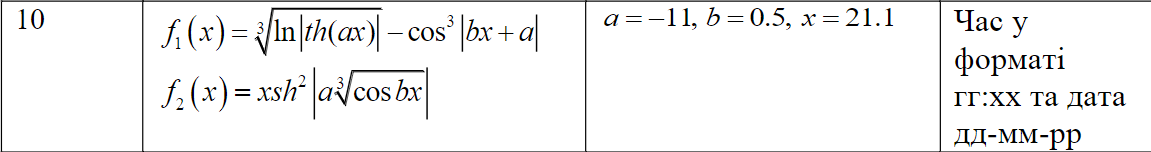 10
f₁(x) = ∛ln|th(ax)| − cos³|bx + a|
f₂(x) = xsh²|a∛cos bx|
a = −11, b = 0.5, x = 21.1
Час у
форматі
гг:хх та дата
дд-мм-рр